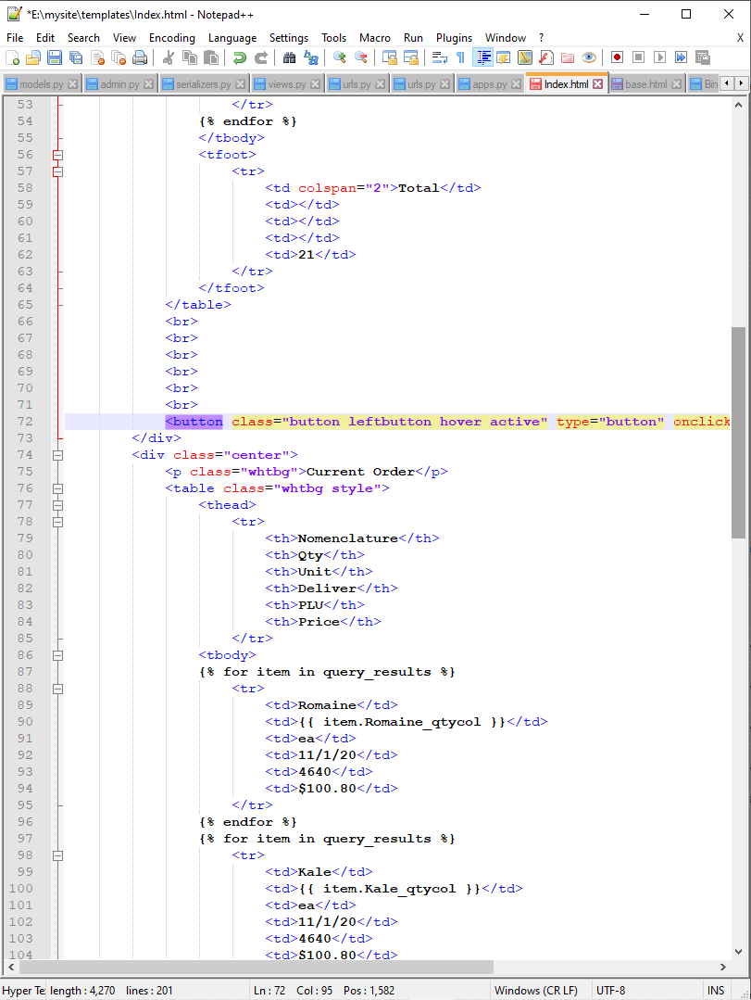 *E:\mysite\templates\Index.html - Notepad++
File Edit Search View Encoding Language Settings Tools Macro Run Plugins Window ? X
models.py admin.py serializers.py views.py urls.py urls.py apps.py Index.html base.html Bin
53 </tr>
54 {% endfor %}
55 </tbody>
56 <tfoot>
57 <tr>
58 <td colspan="2">Total</td>
59 <td></td>
60 <td></td>
61 <td></td>
62 <td>21</td>
63 </tr>
64 </tfoot>
65 </table>
66 <br>
67 <br>
68 <br>
69 <br>
70 <br>
71 <br>
72 <button class="button leftbutton hover active" type="button" onclick
73 </div>
74 <div class="center">
75 <p class="whtbg">Current Order</p>
76 <table class="whtbg style">
77 <thead>
78 <tr>
79 <th>Nomenclature</th>
80 <th>Qty</th>
81 <th>Unit</th>
82 <th>Deliver</th>
83 <th>PLU</th>
84 <th>Price</th>
85 </tr>
86 <tbody>
87 {% for item in query_results %}
88 <tr>
89 <td>Romaine</td>
90 <td>{{ item.Romaine_qtycol }}</td>
91 <td>ea</td>
92 <td>11/1/20</td>
93 <td>4640</td>
94 <td>$100.80</td>
95 </tr>
96 {% endfor %}
97 {% for item in query_results %}
98 <tr>
99 <td>Kale</td>
100 <td>{{ item.Kale_qtycol }}</td>
101 <td>ea</td>
102 <td>11/1/20</td>
103 <td>4640</td>
104 <td>$100.80</td>
Hyper Te length : 4,270 lines : 201 Ln : 72 Col : 95 Pos : 1,582 Windows (CR LF) UTF-8 INS